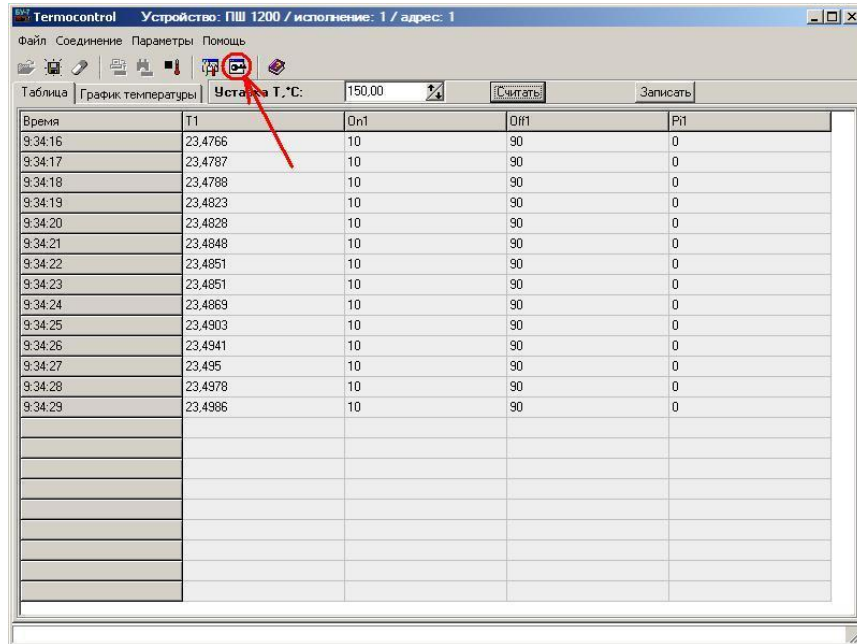 Termocontrol Устройство: ПШ 1200 / исполнение: 1 / адрес: 1
Файл Соединение Параметры Помощь
Таблица График температуры Уставка T,°C: 150,00 Считать Записать
Время T1 On1 Off1 Pi1
9:34:16 23,4766 10 90 0
9:34:17 23,4787 10 90 0
9:34:18 23,4788 10 90 0
9:34:19 23,4823 10 90 0
9:34:20 23,4828 10 90 0
9:34:21 23,4848 10 90 0
9:34:22 23,4851 10 90 0
9:34:23 23,4851 10 90 0
9:34:24 23,4869 10 90 0
9:34:25 23,4903 10 90 0
9:34:26 23,4941 10 90 0
9:34:27 23,495 10 90 0
9:34:28 23,4978 10 90 0
9:34:29 23,4986 10 90 0